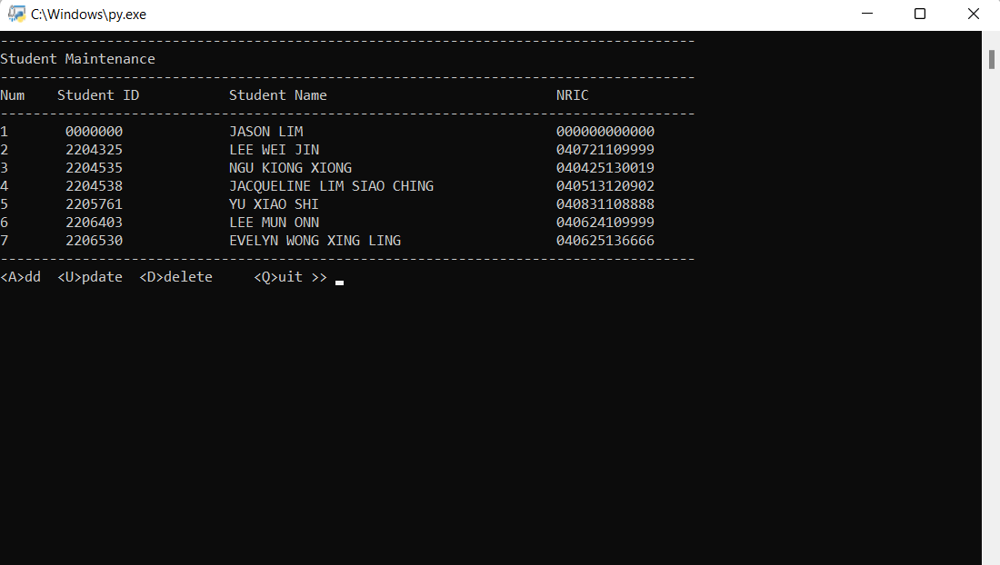 C:\Windows\py.exe
-------------------------------------------------------------------------------------
Student Maintenance
-------------------------------------------------------------------------------------
Num    Student ID           Student Name                            NRIC
-------------------------------------------------------------------------------------
1       0000000             JASON LIM                               000000000000
2       2204325             LEE WEI JIN                             040721109999
3       2204535             NGU KIONG XIONG                         040425130019
4       2204538             JACQUELINE LIM SIAO CHING               040513120902
5       2205761             YU XIAO SHI                             040831108888
6       2206403             LEE MUN ONN                             040624109999
7       2206530             EVELYN WONG XING LING                   040625136666
-------------------------------------------------------------------------------------
<A>dd  <U>pdate  <D>delete     <Q>uit >>